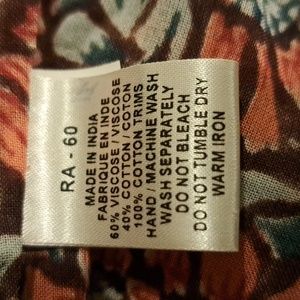 RA - 60
MADE IN INDIA
FABRIQUE EN INDE
60% VISCOSE / VISCOSE
40% COTTON / COTON
100% COTTON TRIMS
HAND / MACHINE WASH
WASH SEPARATELY
DO NOT BLEACH
DO NOT TUMBLE DRY
WARM IRON